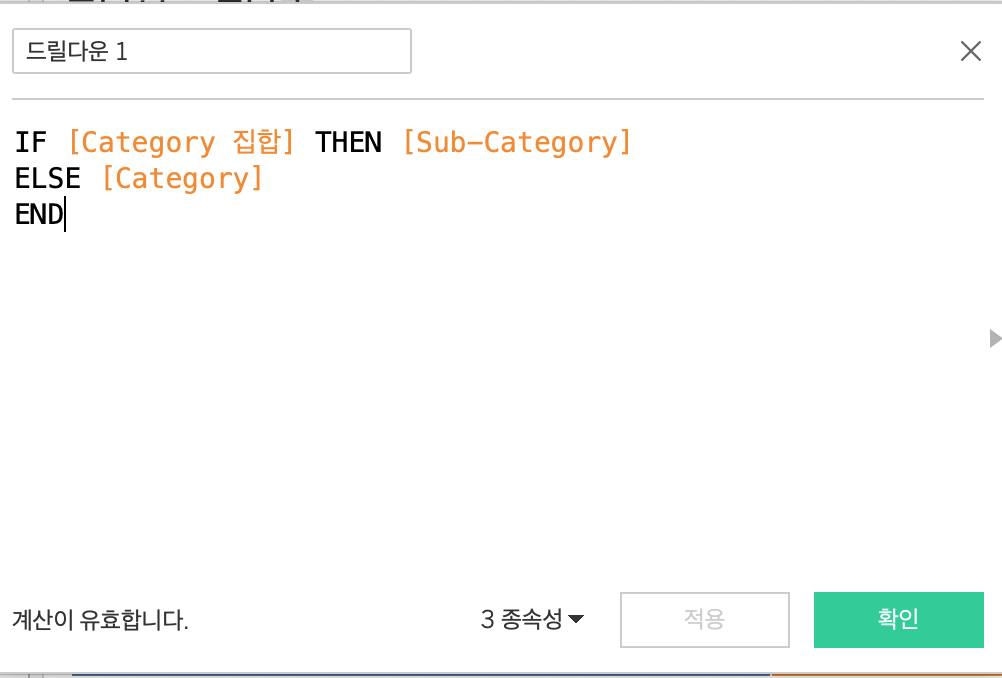 드릴다운 1
IF [Category 집합] THEN [Sub-Category]
ELSE [Category]
END
계산이 유효합니다.
3 종속성
적용
확인